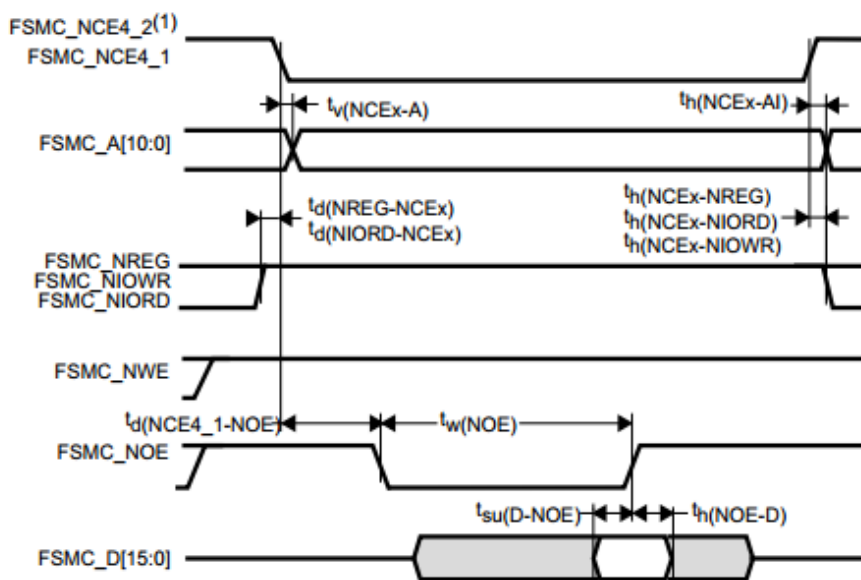 FSMC_NCE4_2(1)
FSMC_NCE4_1
tv(NCEx-A)
th(NCEx-AI)
FSMC_A[10:0]
td(NREG-NCEx)
td(NIORD-NCEx)
th(NCEx-NREG)
th(NCEx-NIORD)
th(NCEx-NIOWR)
FSMC_NREG
FSMC_NIOWR
FSMC_NIORD
FSMC_NWE
td(NCE4_1-NOE)
tw(NOE)
FSMC_NOE
tsu(D-NOE)
th(NOE-D)
FSMC_D[15:0]